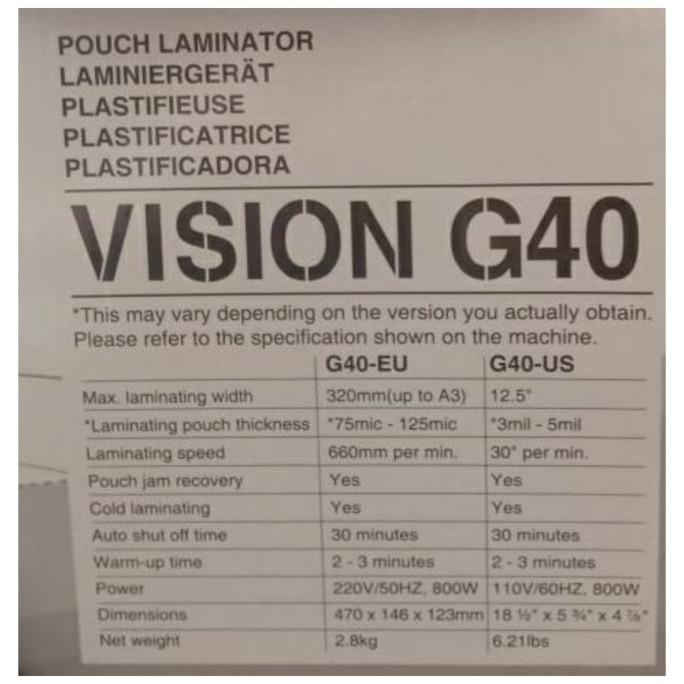 POUCH LAMINATOR
LAMINIERGERÄT
PLASTIFIEUSE
PLASTIFICATRICE
PLASTIFICADORA
VISION G40
*This may vary depending on the version you actually obtain.
Please refer to the specification shown on the machine.
G40-EU G40-US
Max. laminating width 320mm(up to A3) 12.5"
*Laminating pouch thickness *75mic - 125mic *3mil - 5mil
Laminating speed 660mm per min. 30" per min.
Pouch jam recovery Yes Yes
Cold laminating Yes Yes
Auto shut off time 30 minutes 30 minutes
Warm-up time 2 - 3 minutes 2 - 3 minutes
Power 220V/50HZ, 800W 110V/60HZ, 800W
Dimensions 470 x 146 x 123mm 18 ½" x 5 ¾" x 4 ⅞"
Net weight 2.8kg 6.21lbs